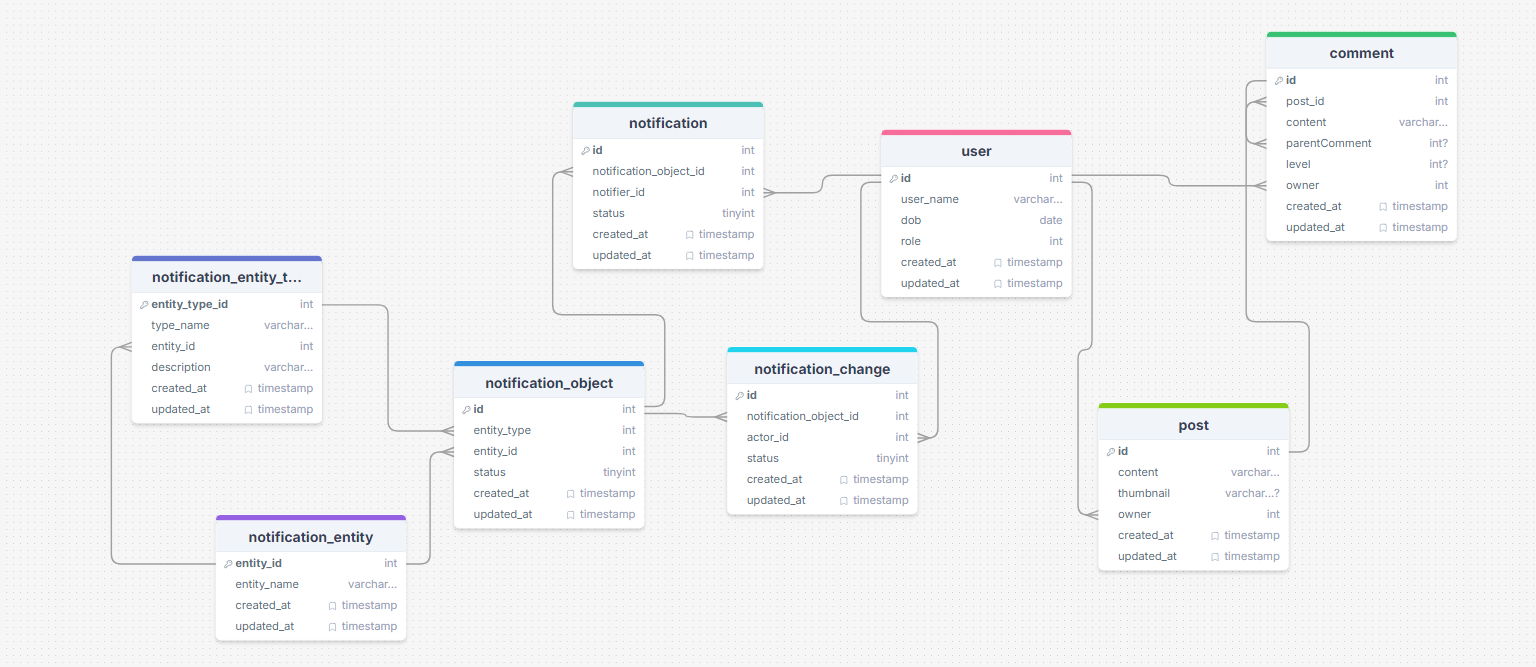 comment
id int
post_id int
content varchar...
parentComment int?
level int?
owner int
created_at timestamp
updated_at timestamp
notification
id int
notification_object_id int
notifier_id int
status tinyint
created_at timestamp
updated_at timestamp
user
id int
user_name varchar...
dob date
role int
created_at timestamp
updated_at timestamp
notification_entity_t...
entity_type_id int
type_name varchar...
entity_id int
description varchar...
created_at timestamp
updated_at timestamp
notification_object
id int
entity_type int
entity_id int
status tinyint
created_at timestamp
updated_at timestamp
notification_change
id int
notification_object_id int
actor_id int
status tinyint
created_at timestamp
updated_at timestamp
post
id int
content varchar...
thumbnail varchar...?
owner int
created_at timestamp
updated_at timestamp
notification_entity
entity_id int
entity_name varchar...
created_at timestamp
updated_at timestamp